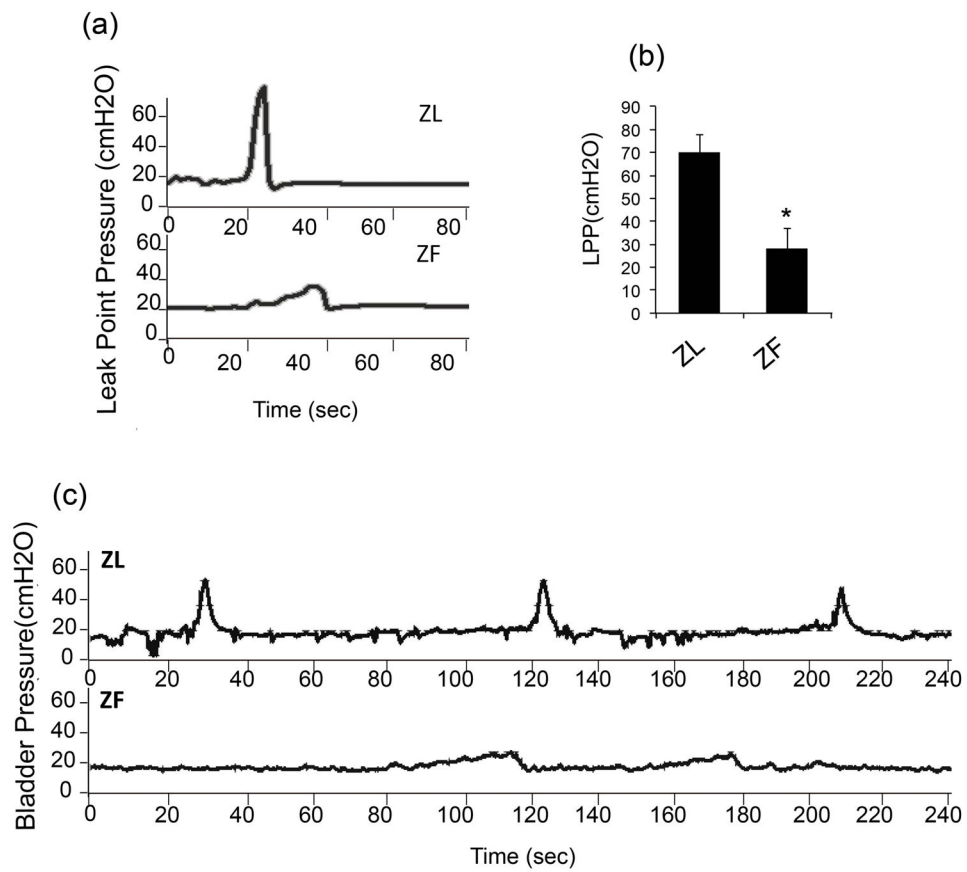 (a)
Leak Point Pressure (cmH2O)
ZL
60
40
20
0
0 20 40 60 80
ZF
60
40
20
0
0 20 40 60 80
Time (sec)
(b)
LPP(cmH2O)
90
80
70
60
50
40
30
20
10
0
*
ZL ZF
(c)
Bladder Pressure(cmH2O)
ZL
60
40
20
0
0 20 40 60 80 100 120 140 160 180 200 220 240
ZF
60
40
20
0
0 20 40 60 80 100 120 140 160 180 200 220 240
Time (sec)